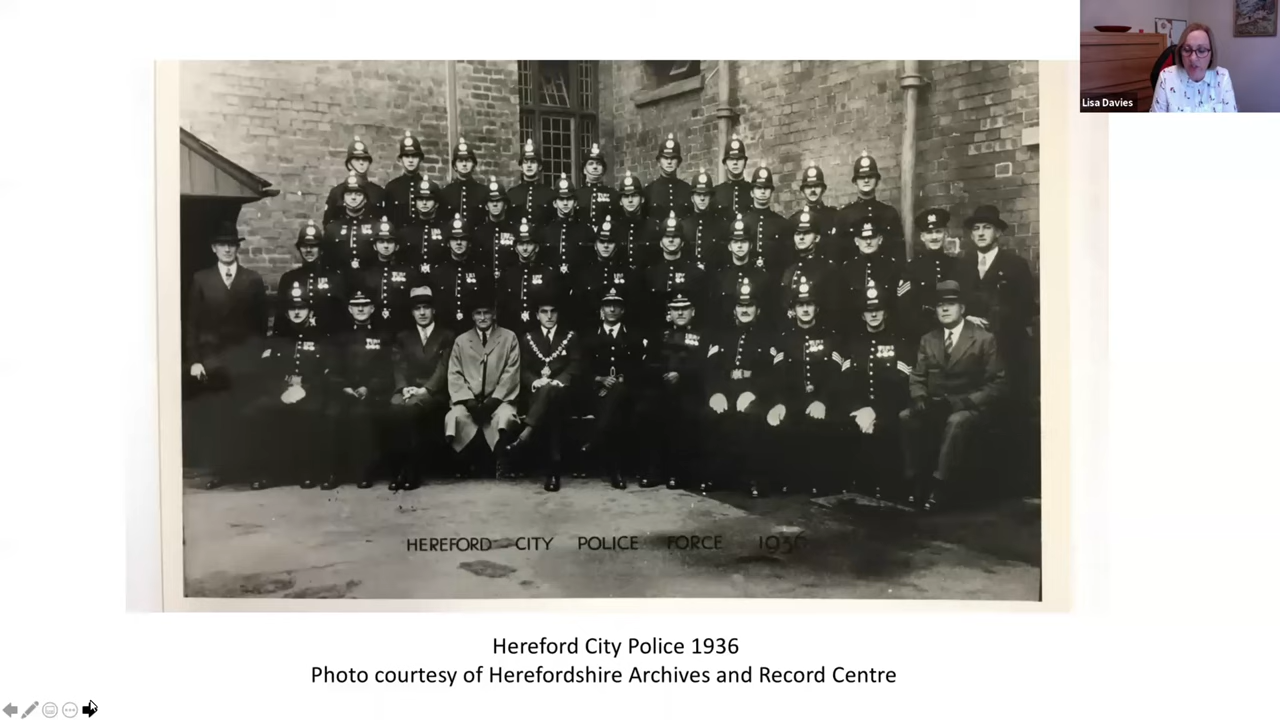 Lisa Davies
HEREFORD CITY POLICE FORCE 1936
Hereford City Police 1936
Photo courtesy of Herefordshire Archives and Record Centre